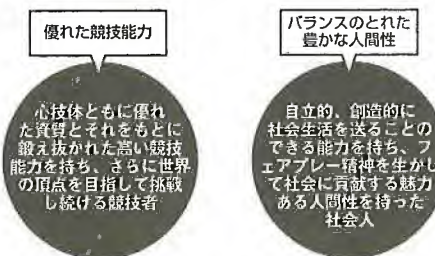 優れた競技能力
心技体ともに優れ
た資質とそれをもとに
鍛え抜かれた高い競技
能力を持ち、さらに世界
の頂点を目指して挑戦
し続ける競技者
バランスのとれた
豊かな人間性
自立的、創造的に
社会生活を送ることの
できる能力を持ち、フ
ェアプレー精神を生かし
て社会に貢献する魅力
ある人間性を持った
社会人